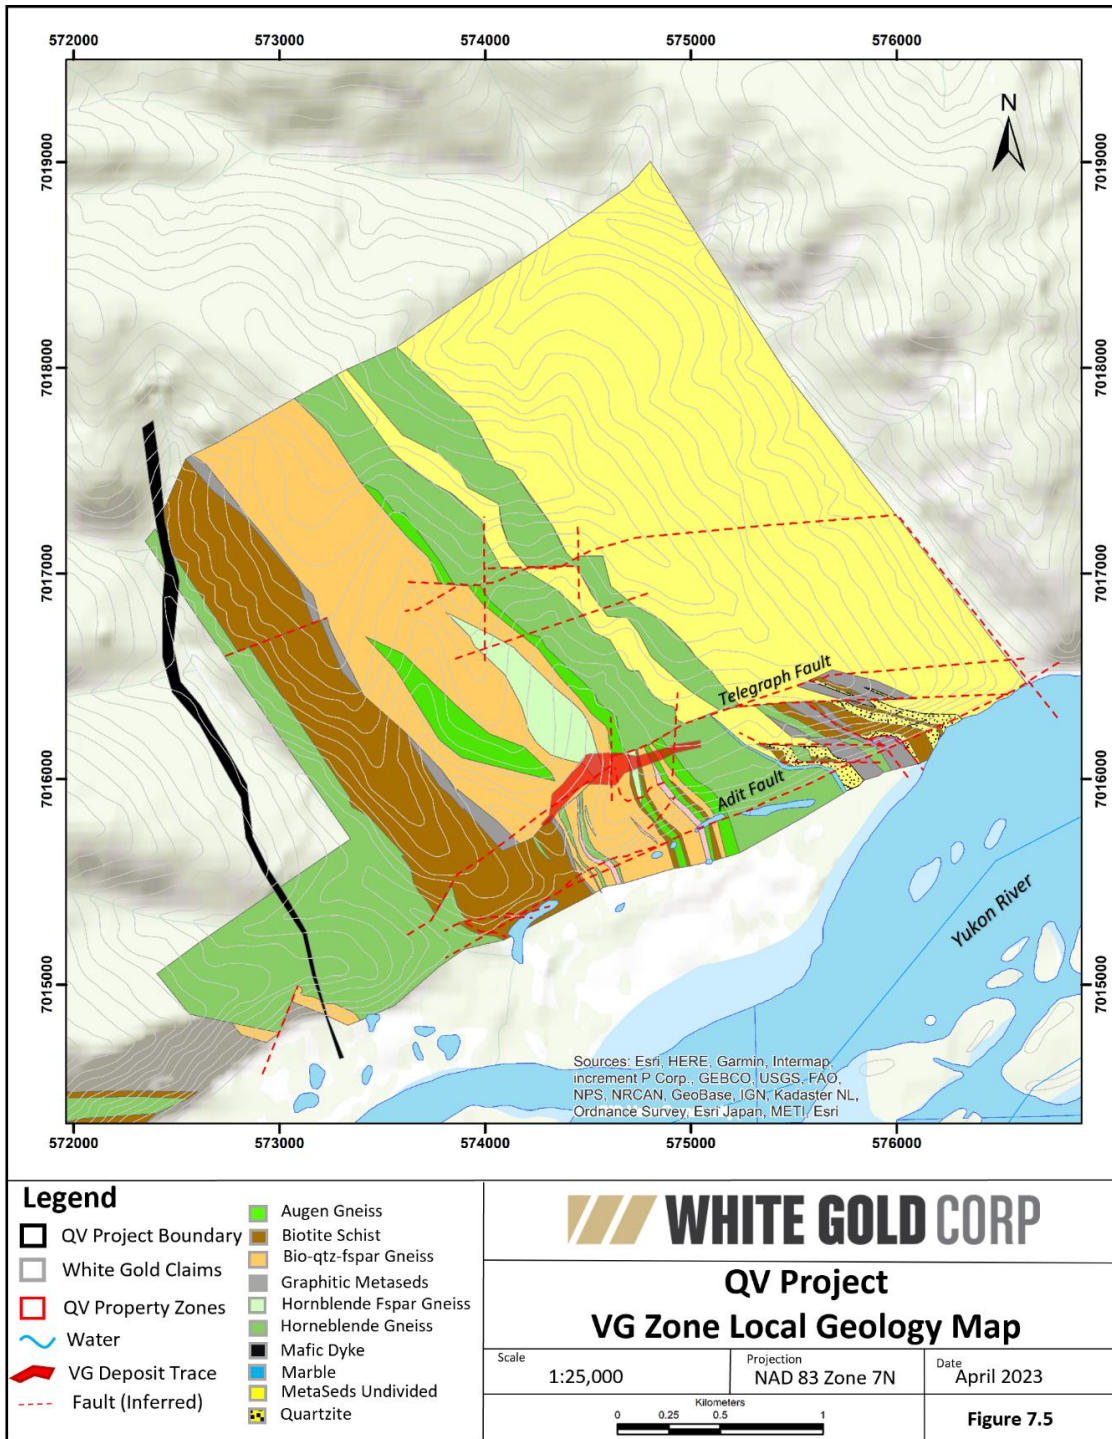 572000 573000 574000 575000 576000
N
7019000 7019000
7018000 7018000
7017000 7017000
Telegraph Fault
7016000 7016000
Adit Fault
Yukon River
7015000 7015000
Sources: Esri, HERE, Garmin, Intermap,
increment P Corp., GEBCO, USGS, FAO,
NPS, NRCAN, GeoBase, IGN, Kadaster NL,
Ordnance Survey, Esri Japan, METI, Esri
572000 573000 574000 575000 576000
Legend
QV Project Boundary
White Gold Claims
QV Property Zones
Water
VG Deposit Trace
Fault (Inferred)
Augen Gneiss
Biotite Schist
Bio-qtz-fspar Gneiss
Graphitic Metaseds
Hornblende Fspar Gneiss
Horneblende Gneiss
Mafic Dyke
Marble
MetaSeds Undivided
Quartzite
WHITE GOLD CORP
QV Project
VG Zone Local Geology Map
Scale
1:25,000
Projection
NAD 83 Zone 7N
Date
April 2023
Kilometers
0 0.25 0.5 1
Figure 7.5